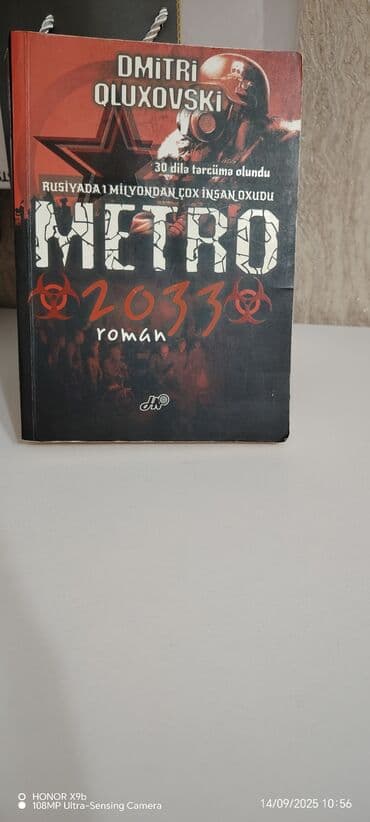 DMİTRİ
QLUXOVSKİ
30 dilə tərcümə olundu
RUSİYADA 1 MİLYONDAN ÇOX İNSAN OXUDU
METRO
2033
roman
HONOR X9b
108MP Ultra-Sensing Camera
14/09/2025 10:56